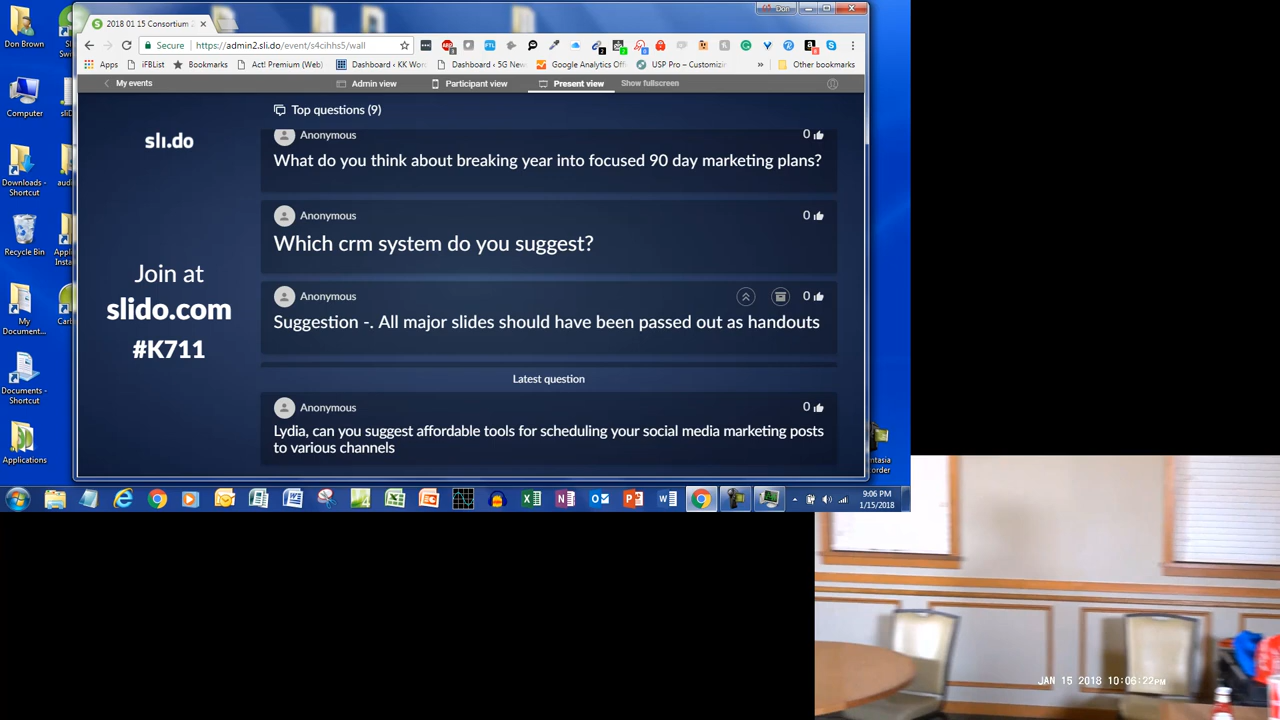 Don
2018 01 15 Consortium
Secure
https://admin2.sli.do/event/s4cihhs5/wall
Apps
iFBList
Bookmarks
Act! Premium (Web)
Dashboard ‹ KK Wor
Dashboard ‹ 5G New
Google Analytics Off
USP Pro – Customiz
»
Other bookmarks
My events
Admin view
Participant view
Present view
Show fullscreen
Top questions (9)
sli.do
Join at
slido.com
#K711
Anonymous
0
What do you think about breaking year into focused 90 day marketing plans?
Anonymous
0
Which crm system do you suggest?
Anonymous
0
Suggestion -. All major slides should have been passed out as handouts
Latest question
Anonymous
0
Lydia, can you suggest affordable tools for scheduling your social media marketing posts
to various channels
Don Brown
Computer
Downloads -
Shortcut
Recycle Bin
My
Document...
Documents -
Shortcut
Applications
9:06 PM
1/15/2018
JAN 15 2018 10:06:22PM